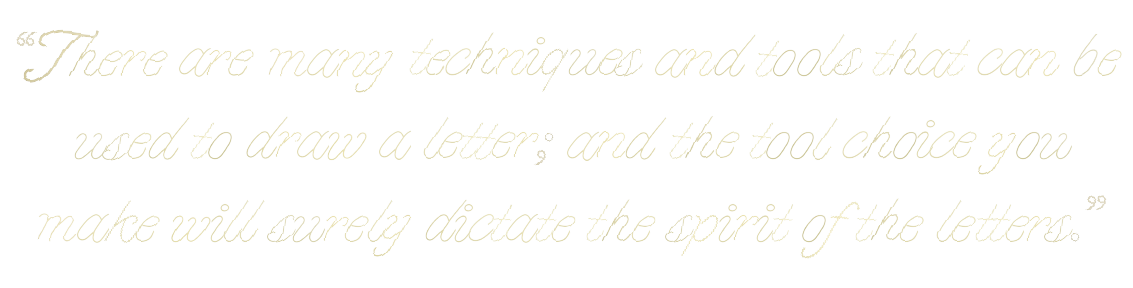 “There are many techniques and tools that can be
used to draw a letter; and the tool choice you
make will surely dictate the spirit of the letters.”